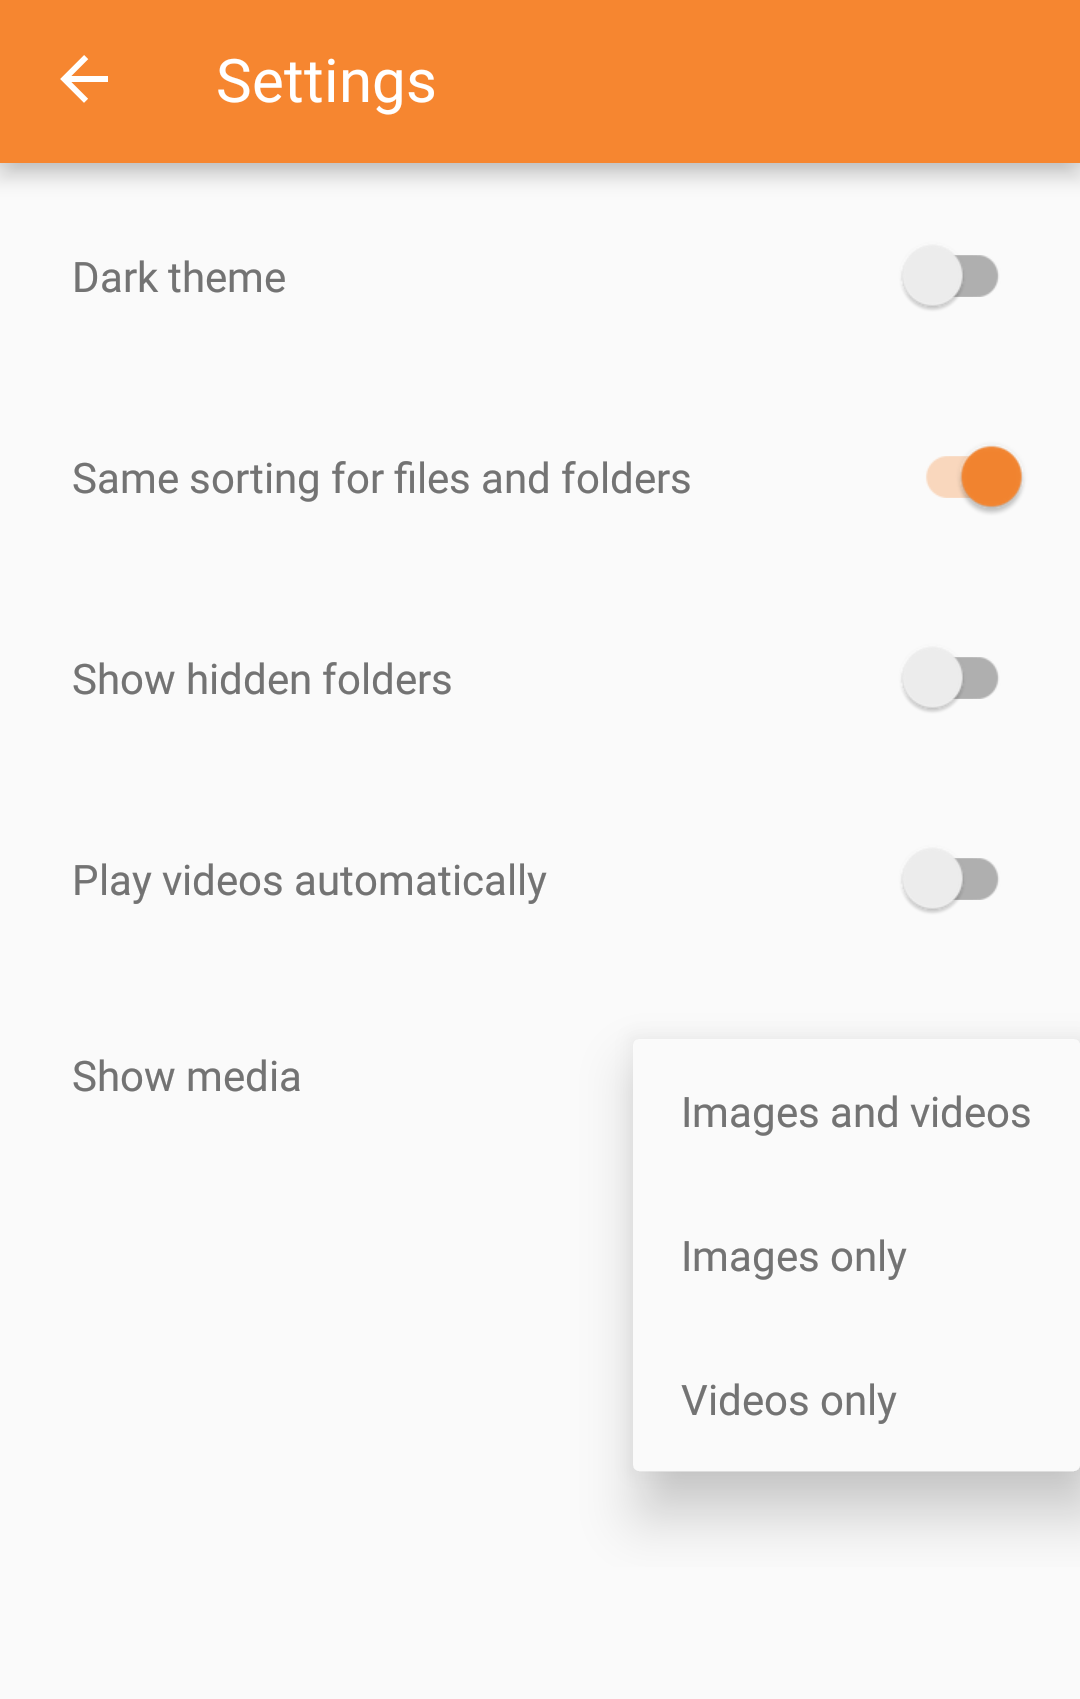 Settings
Dark theme
Same sorting for files and folders
Show hidden folders
Play videos automatically
Show media
Images and videos
Images only
Videos only